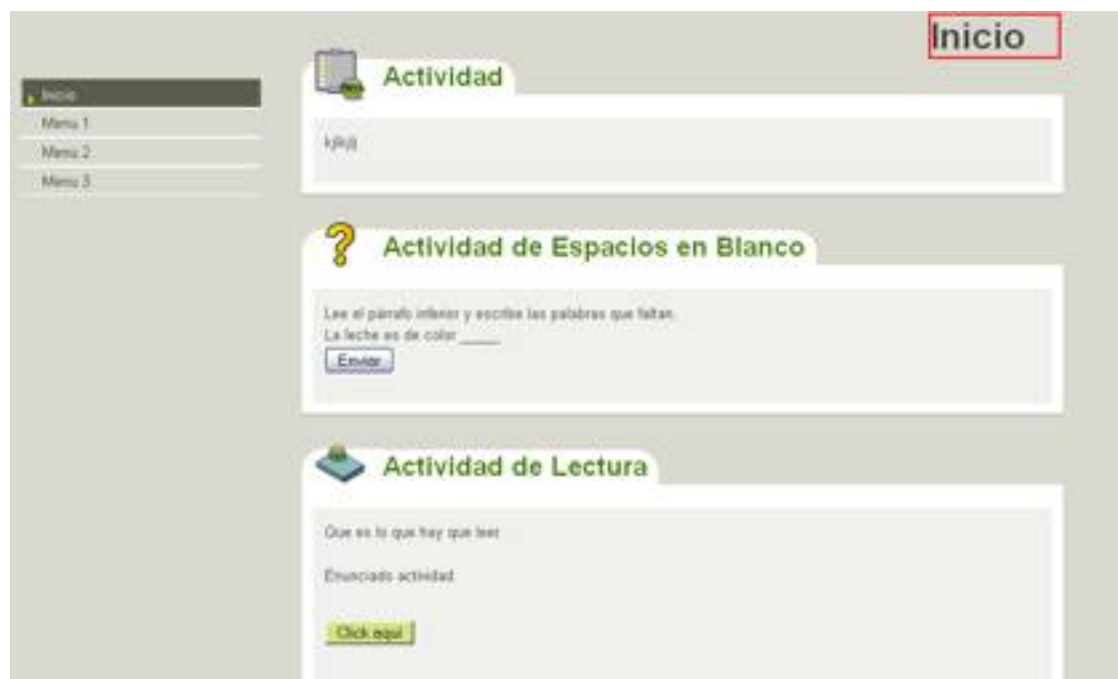 Inicio
Inicio
Menu 1
Menu 2
Menu 3
Actividad
Actividad de Espacios en Blanco
Lee el párrafo inferior y escribe las palabras que faltan.
La leche es de color _____
Enviar
Actividad de Lectura
Que es lo que hay que leer
Enunciado actividad
Click aquí